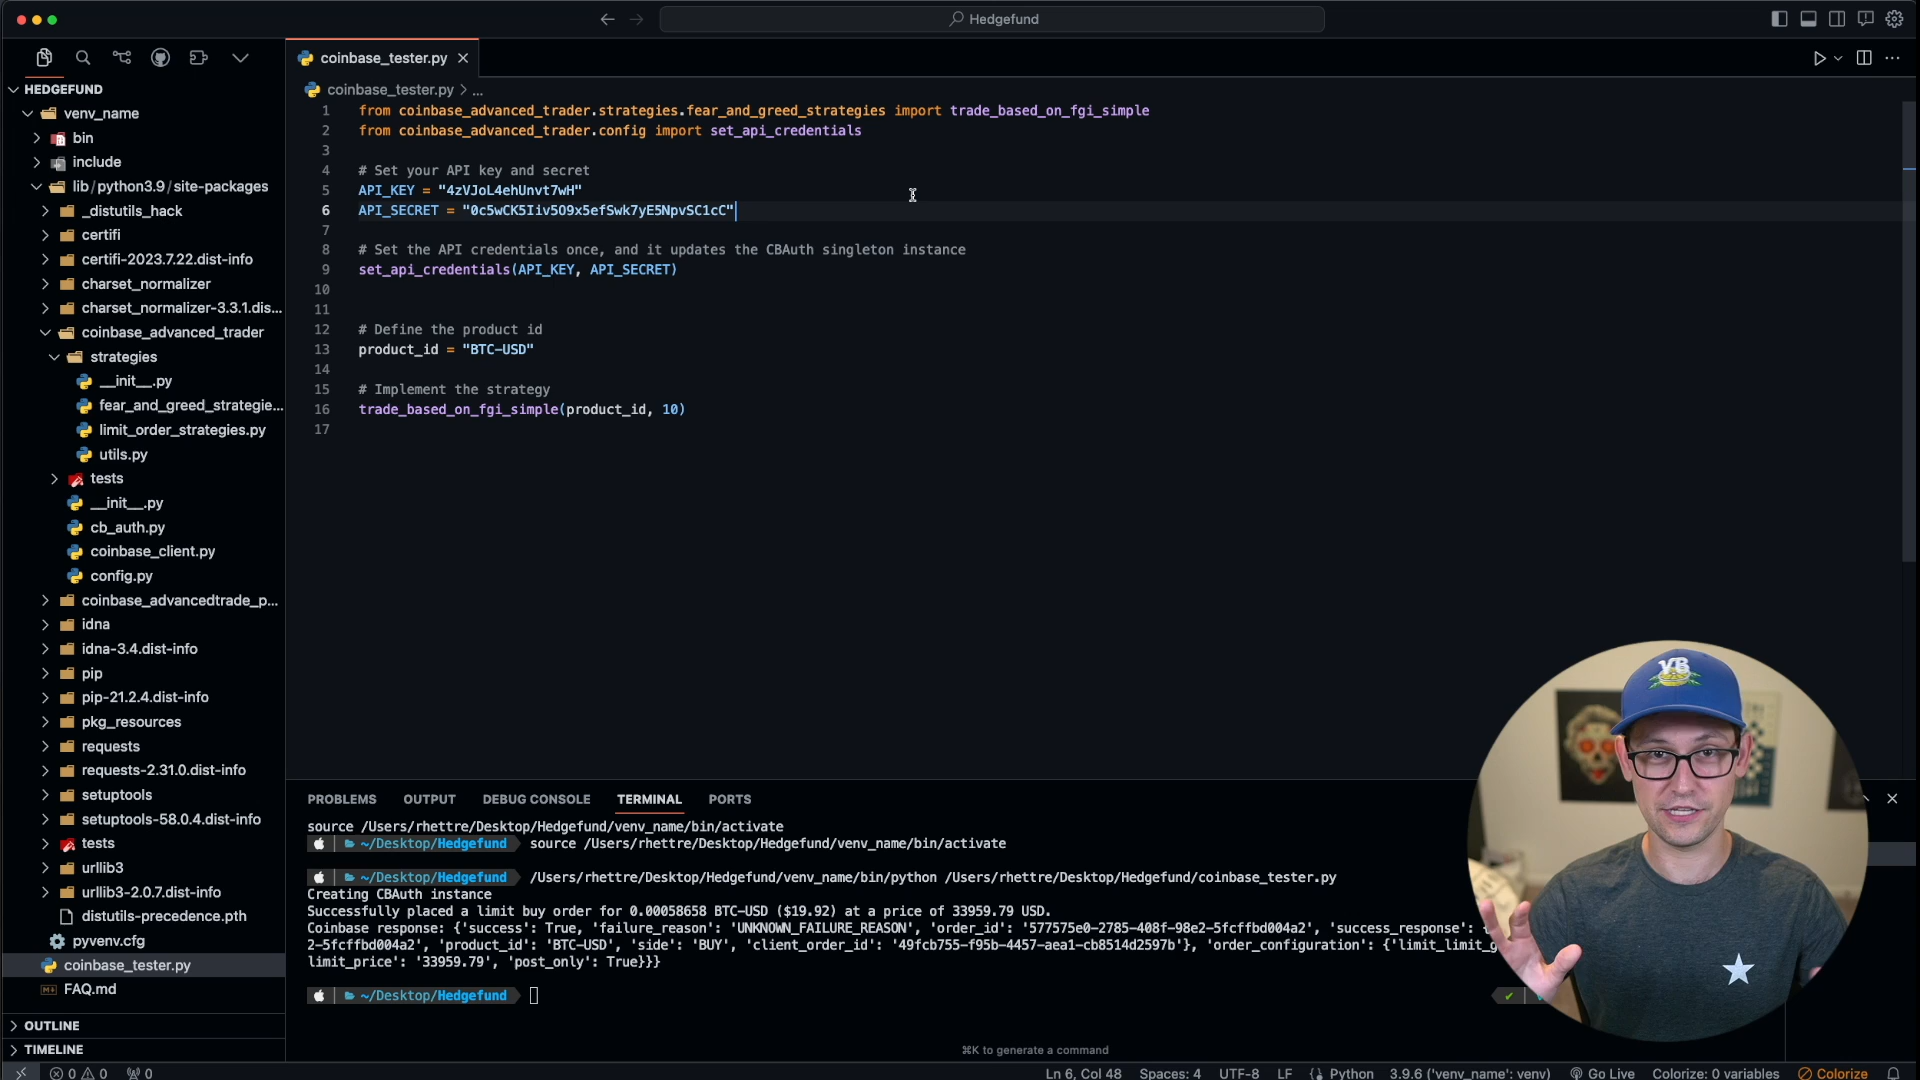 Hedgefund
HEDGEFUND
venv_name
bin
include
lib/python3.9/site-packages
_distutils_hack
certifi
certifi-2023.7.22.dist-info
charset_normalizer
charset_normalizer-3.3.1.dis...
coinbase_advanced_trader
strategies
__init__.py
fear_and_greed_strategie...
limit_order_strategies.py
utils.py
tests
__init__.py
cb_auth.py
coinbase_client.py
config.py
coinbase_advancedtrade_p...
idna
idna-3.4.dist-info
pip
pip-21.2.4.dist-info
pkg_resources
requests
requests-2.31.0.dist-info
setuptools
setuptools-58.0.4.dist-info
tests
urllib3
urllib3-2.0.7.dist-info
distutils-precedence.pth
pyvenv.cfg
coinbase_tester.py
FAQ.md
OUTLINE
TIMELINE
coinbase_tester.py
coinbase_tester.py > ...
1 from coinbase_advanced_trader.strategies.fear_and_greed_strategies import trade_based_on_fgi_simple
2 from coinbase_advanced_trader.config import set_api_credentials
3
4 # Set your API key and secret
5 API_KEY = "4zVJoL4ehUnvt7wH"
6 API_SECRET = "0c5wCK5Iiv5O9x5efSwk7yE5NpvSC1cC"
7
8 # Set the API credentials once, and it updates the CBAuth singleton instance
9 set_api_credentials(API_KEY, API_SECRET)
10
11
12 # Define the product id
13 product_id = "BTC-USD"
14
15 # Implement the strategy
16 trade_based_on_fgi_simple(product_id, 10)
17
PROBLEMS OUTPUT DEBUG CONSOLE TERMINAL PORTS
source /Users/rhettre/Desktop/Hedgefund/venv_name/bin/activate
~/Desktop/Hedgefund source /Users/rhettre/Desktop/Hedgefund/venv_name/bin/activate
~/Desktop/Hedgefund /Users/rhettre/Desktop/Hedgefund/venv_name/bin/python /Users/rhettre/Desktop/Hedgefund/coinbase_tester.py
Creating CBAuth instance
Successfully placed a limit buy order for 0.00058658 BTC-USD ($19.92) at a price of 33959.79 USD.
Coinbase response: {'success': True, 'failure_reason': 'UNKNOWN_FAILURE_REASON', 'order_id': '577575e0-2785-408f-98e2-5fcffbd004a2', 'success_response':
2-5fcffbd004a2', 'product_id': 'BTC-USD', 'side': 'BUY', 'client_order_id': '49fcb755-f95b-4457-aea1-cb8514d2597b'}, 'order_configuration': {'limit_limit_g
limit_price': '33959.79', 'post_only': True}}}
~/Desktop/Hedgefund
⌘K to generate a command
VB
0 0 0
Ln 6, Col 48 Spaces: 4 UTF-8 LF Python 3.9.6 ('venv_name': venv) Go Live Colorize: 0 variables Colorize